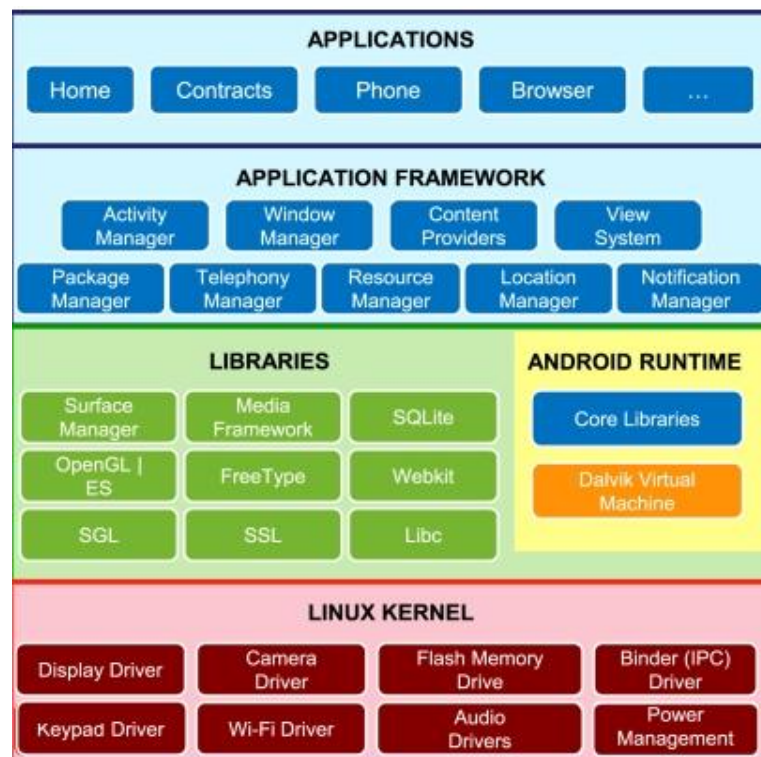 APPLICATIONS
Home
Contracts
Phone
Browser
...
APPLICATION FRAMEWORK
Activity
Manager
Window
Manager
Content
Providers
View
System
Package
Manager
Telephony
Manager
Resource
Manager
Location
Manager
Notification
Manager
LIBRARIES
Surface
Manager
Media
Framework
SQLite
OpenGL |
ES
FreeType
Webkit
SGL
SSL
Libc
ANDROID RUNTIME
Core Libraries
Dalvik Virtual
Machine
LINUX KERNEL
Display Driver
Camera
Driver
Flash Memory
Drive
Binder (IPC)
Driver
Keypad Driver
Wi-Fi Driver
Audio
Drivers
Power
Management